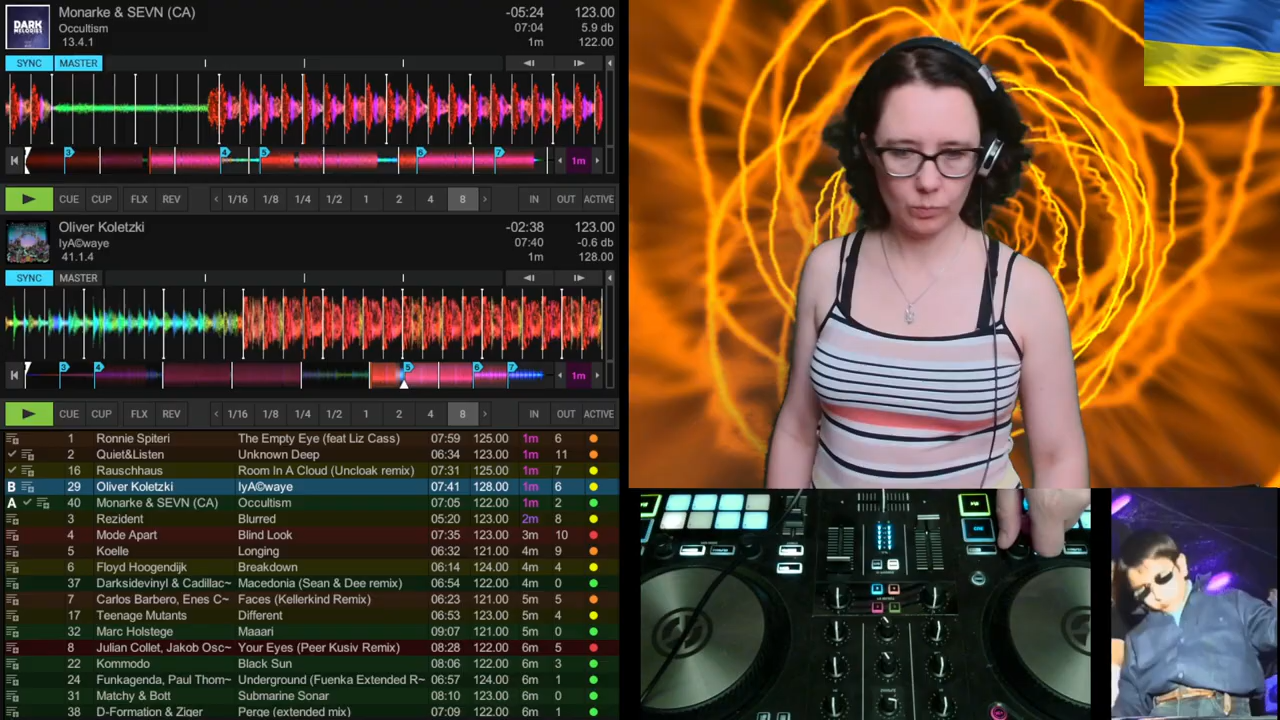 DARK MELODIES
Monarke & SEVN (CA) -05:24 123.00
Occultism 07:04 5.9 db
13.4.1 1m 122.00
SYNC MASTER
3 4 5 6 7 1m
CUE CUP FLX REV 1/16 1/8 1/4 1/2 1 2 4 8 IN OUT ACTIVE
Oliver Koletzki -02:38 123.00
IyA©waye 07:40 -0.6 db
41.1.4 1m 128.00
SYNC MASTER
3 4 5 6 7 1m
CUE CUP FLX REV 1/16 1/8 1/4 1/2 1 2 4 8 IN OUT ACTIVE
1 Ronnie Spiteri The Empty Eye (feat Liz Cass) 07:59 125.00 1m 6
2 Quiet&Listen Unknown Deep 06:34 123.00 1m 11
16 Rauschhaus Room In A Cloud (Uncloak remix) 07:31 125.00 1m 7
B 29 Oliver Koletzki IyA©waye 07:41 128.00 1m 6
A 40 Monarke & SEVN (CA) Occultism 07:05 122.00 1m 2
3 Rezident Blurred 05:20 123.00 2m 8
4 Mode Apart Blind Look 07:35 123.00 3m 10
5 Koelle Longing 06:32 121.00 4m 9
6 Floyd Hoogendijk Breakdown 06:14 124.00 4m 4
37 Darksidevinyl & Cadillac~ Macedonia (Sean & Dee remix) 06:54 122.00 4m 0
7 Carlos Barbero, Enes C~ Faces (Kellerkind Remix) 06:23 121.00 5m 5
17 Teenage Mutants Different 06:53 123.00 5m 4
32 Marc Holstege Maaari 09:07 121.00 5m 0
8 Julian Collet, Jakob Osc~ Your Eyes (Peer Kusiv Remix) 08:28 122.00 6m 5
22 Kommodo Black Sun 08:06 122.00 6m 3
24 Funkagenda, Paul Thom~ Underground (Fuenka Extended R~ 06:57 124.00 6m 1
31 Matchy & Bott Submarine Sonar 08:10 123.00 6m 0
38 D-Formation & Ziger Perge (extended mix) 07:09 122.00 6m 1